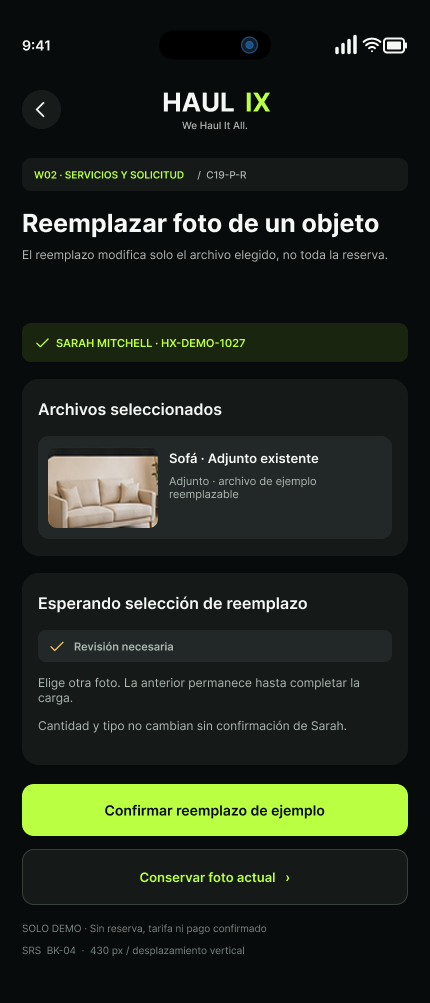 9:41
HAUL IX
We Haul It All.
W02 · SERVICIOS Y SOLICITUD / C19-P-R
Reemplazar foto de un objeto
El reemplazo modifica solo el archivo elegido, no toda la reserva.
SARAH MITCHELL · HX-DEMO-1027
Archivos seleccionados
Sofá · Adjunto existente
Adjunto · archivo de ejemplo
reemplazable
Esperando selección de reemplazo
Revisión necesaria
Elige otra foto. La anterior permanece hasta completar la
carga.
Cantidad y tipo no cambian sin confirmación de Sarah.
Confirmar reemplazo de ejemplo
Conservar foto actual ›
SOLO DEMO · Sin reserva, tarifa ni pago confirmado
SRS BK-04 · 430 px / desplazamiento vertical